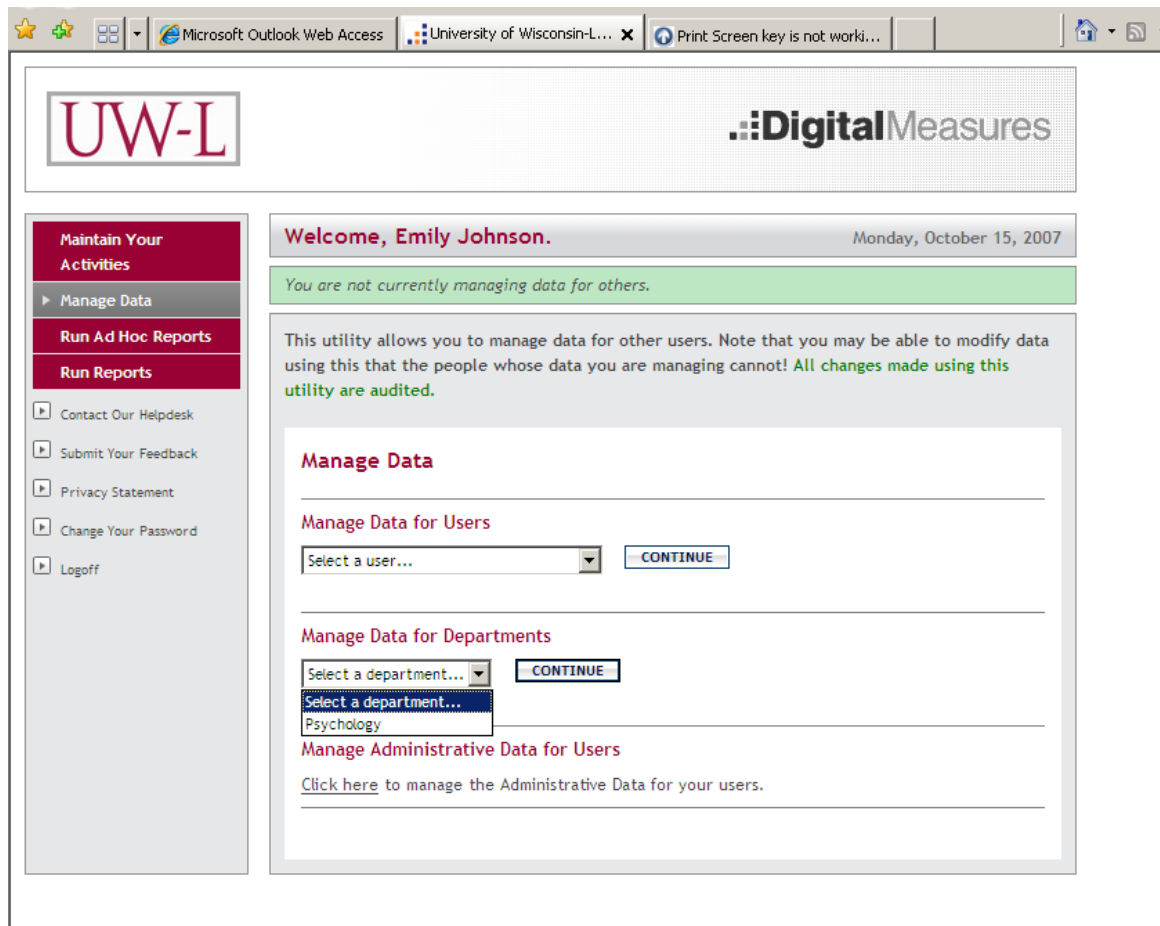 Microsoft Outlook Web Access
University of Wisconsin-L...
Print Screen key is not worki...
UW-L
DigitalMeasures
Maintain Your
Activities
Manage Data
Run Ad Hoc Reports
Run Reports
Contact Our Helpdesk
Submit Your Feedback
Privacy Statement
Change Your Password
Logoff
Welcome, Emily Johnson.
Monday, October 15, 2007
You are not currently managing data for others.
This utility allows you to manage data for other users. Note that you may be able to modify data
using this that the people whose data you are managing cannot! All changes made using this
utility are audited.
Manage Data
Manage Data for Users
Select a user...
CONTINUE
Manage Data for Departments
Select a department...
CONTINUE
Select a department...
Psychology
Manage Administrative Data for Users
Click here to manage the Administrative Data for your users.